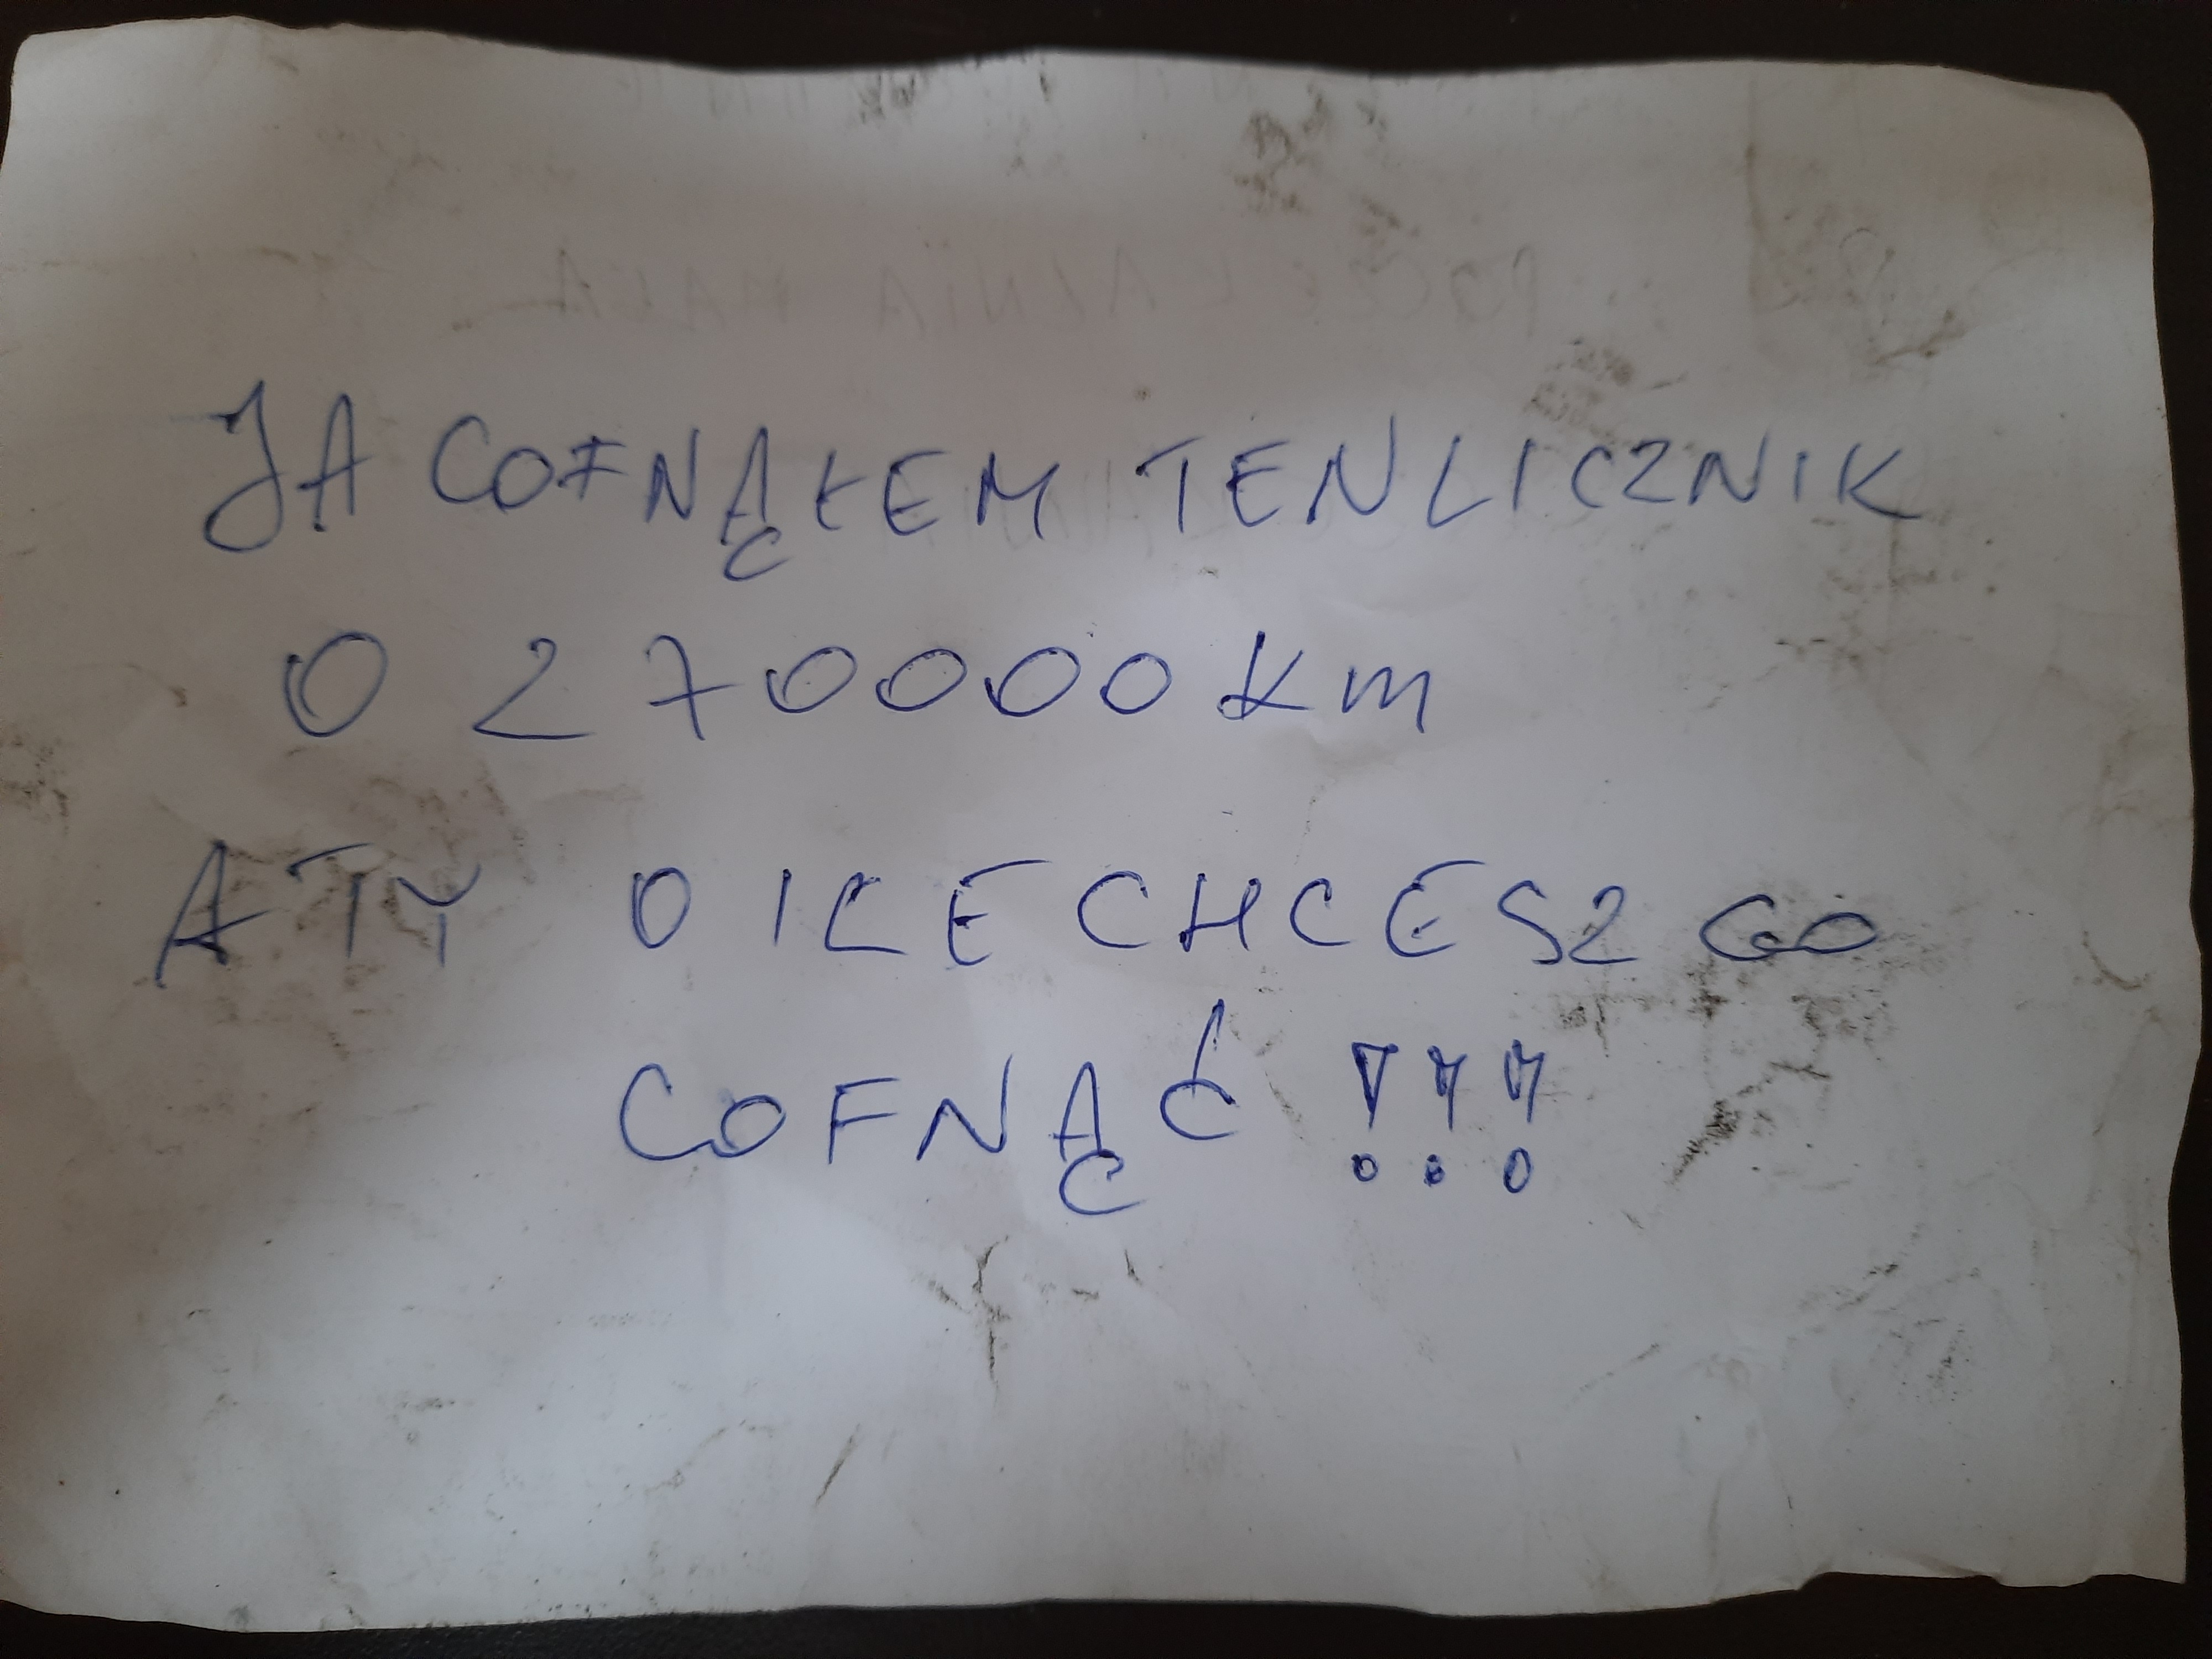 JA COFNĄŁEM TEN LICZNIK
O 270000 km
A TY O ILE CHCESZ GO
COFNĄĆ !!!